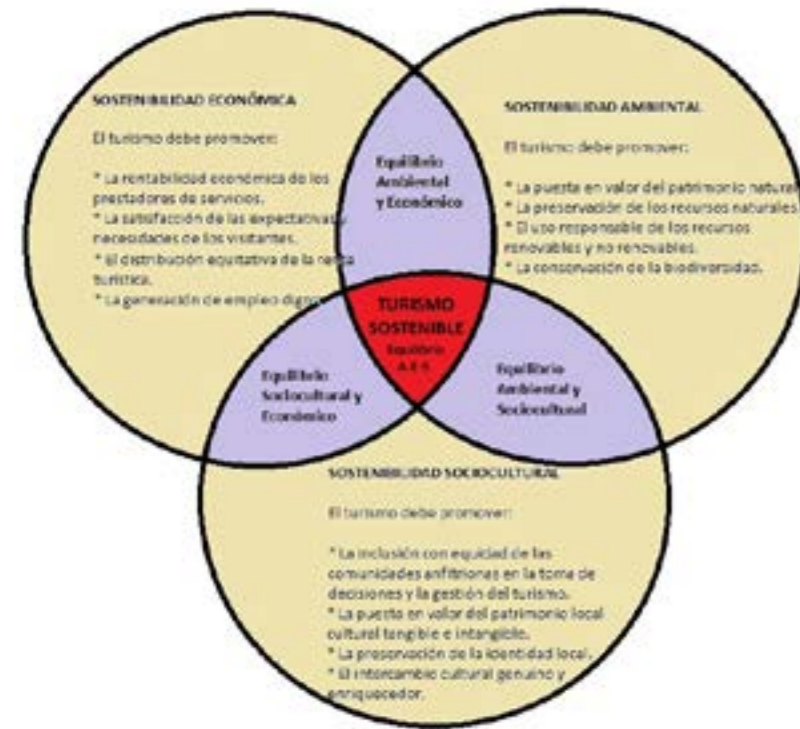 SOSTENIBILIDAD ECONÓMICA
El turismo debe promover:
* La rentabilidad económica de los
prestadores de servicios.
* La satisfacción de las expectativas y
necesidades de los visitantes.
* El distribución equitativa de la renta
turística.
* La generación de empleo digno.
Equilibrio
Ambiental
y Económico
SOSTENIBILIDAD AMBIENTAL
El turismo debe promover:
* La puesta en valor del patrimonio natural
* La preservación de los recursos naturales.
* El uso responsable de los recursos
renovables y no renovables.
* La conservación de la biodiversidad.
TURISMO
SOSTENIBLE
Equilibrio
A E S
Equilibrio
Sociocultural y
Económico
Equilibrio
Ambiental y
Sociocultural
SOSTENIBILIDAD SOCIOCULTURAL
El turismo debe promover:
* La inclusión con equidad de las
comunidades anfitrionas en la toma de
decisiones y la gestión del turismo.
* La puesta en valor del patrimonio local
cultural tangible e intangible.
* La preservación de la identidad local.
* El intercambio cultural genuino y
enriquecedor.